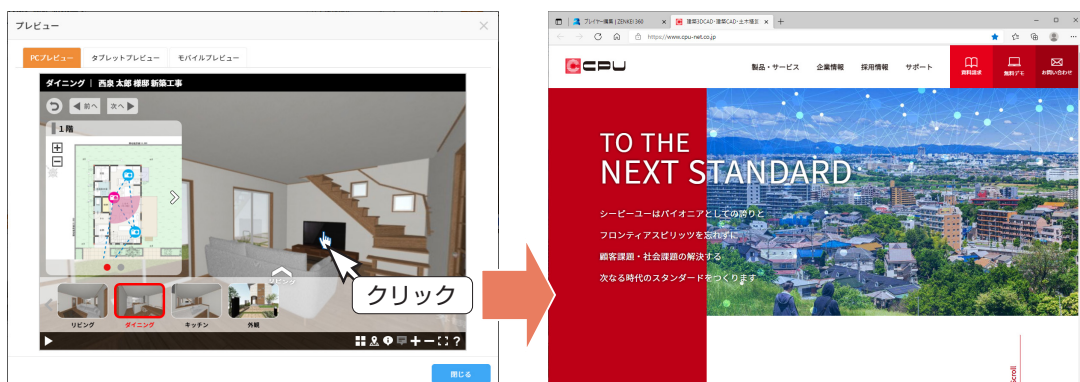 プレビュー
PCプレビュー
タブレットプレビュー
モバイルプレビュー
ダイニング | 西泉 太郎 様邸 新築工事
前へ
次へ
1階
リビング
リビング
ダイニング
キッチン
外観
閉じる
クリック
プレイヤー編集 | ZENKEI 360
建築3DCAD・建築CAD・土木積算
https://www.cpu-net.co.jp
CPU
製品・サービス
企業情報
採用情報
サポート
資料請求
無料デモ
お問い合わせ
TO THE
NEXT STANDARD
シーピーユーはパイオニアとしての誇りと
フロンティアスピリッツを忘れずに、
顧客課題・社会課題の解決する
次なる時代のスタンダードをつくります。
Scroll